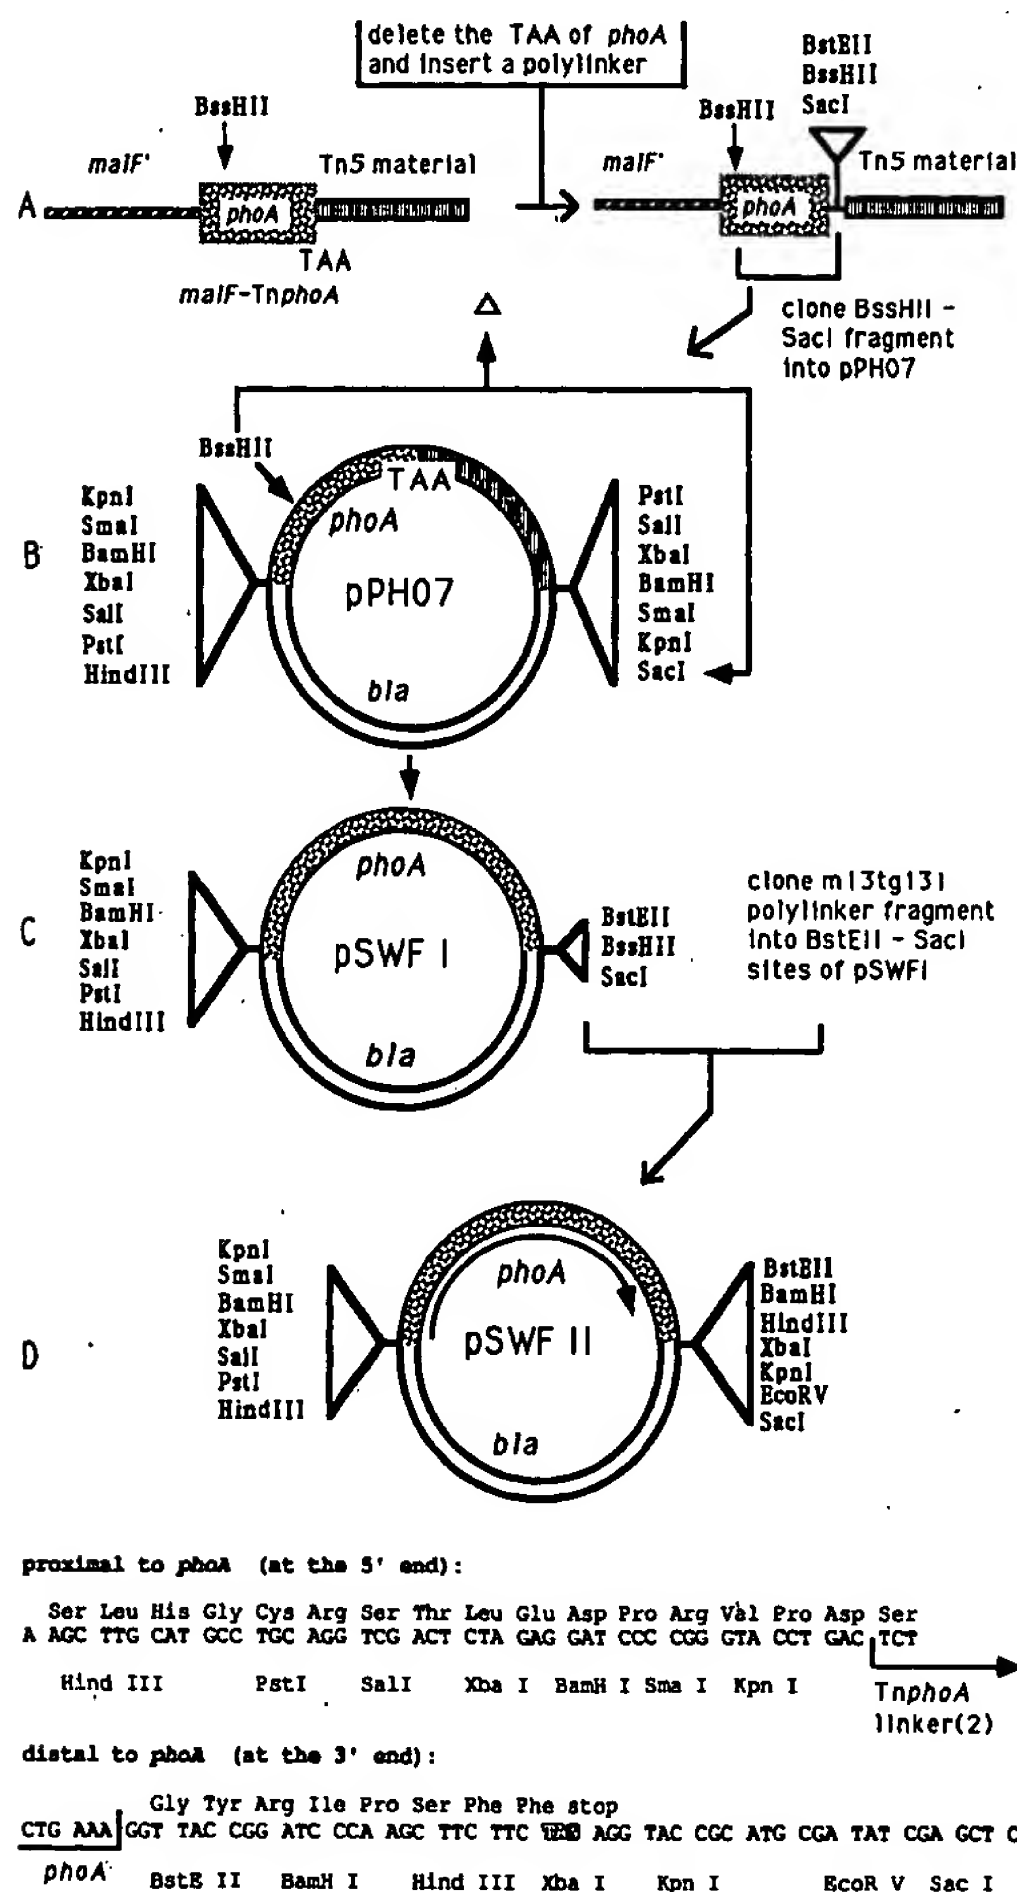 delete the TAA of phoA
and insert a polylinker
BstEII
BssHII
SacI
BssHII
BssHII
malF'
Tn5 material
malF'
Tn5 material
A
phoA
phoA
TAA
malF-TnphoA
Δ
clone BssHII -
SacI fragment
into pPH07
BssHII
B
KpnI
SmaI
BamHI
XbaI
SalI
PstI
HindIII
TAA
phoA
pPH07
bla
PstI
SalI
XbaI
BamHI
SmaI
KpnI
SacI
C
KpnI
SmaI
BamHI
XbaI
SalI
PstI
HindIII
phoA
pSWF I
bla
BstEII
BssHII
SacI
clone m13tg131
polylinker fragment
into BstEII - SacI
sites of pSWFI
D
KpnI
SmaI
BamHI
XbaI
SalI
PstI
HindIII
phoA
pSWF II
bla
BstEII
BamHI
HindIII
XbaI
KpnI
EcoRV
SacI
proximal to phoA (at the 5' end):
Ser Leu His Gly Cys Arg Ser Thr Leu Glu Asp Pro Arg Val Pro Asp Ser
A AGC TTG CAT GCC TGC AGG TCG ACT CTA GAG GAT CCC CGG GTA CCT GAC TCT
Hind III PstI SalI Xba I BamH I Sma I Kpn I
TnphoA
linker(2)
distal to phoA (at the 3' end):
Gly Tyr Arg Ile Pro Ser Phe Phe stop
CTG AAA GGT TAC CGG ATC CCA AGC TTC TTC AGG TAC CGC ATG CGA TAT CGA GCT C
phoA
BstE II BamH I Hind III Xba I Kpn I EcoR V Sac I